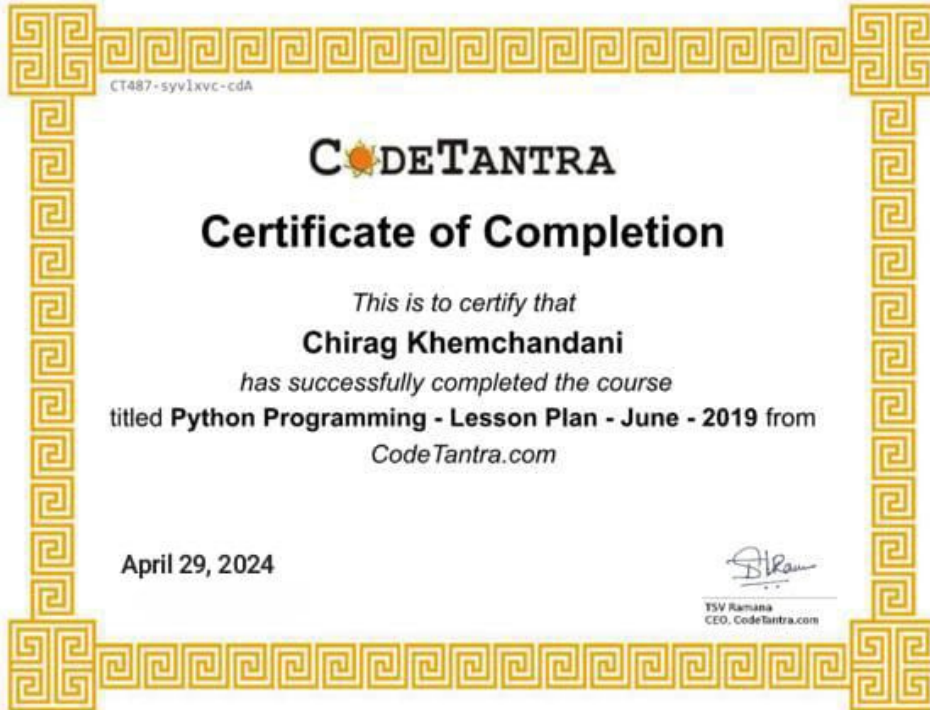 CT487-syvlxvc-cdA
CODETANTRA
Certificate of Completion
This is to certify that
Chirag Khemchandani
has successfully completed the course
titled Python Programming - Lesson Plan - June - 2019 from
CodeTantra.com
April 29, 2024
TSV Ramana
CEO, CodeTantra.com